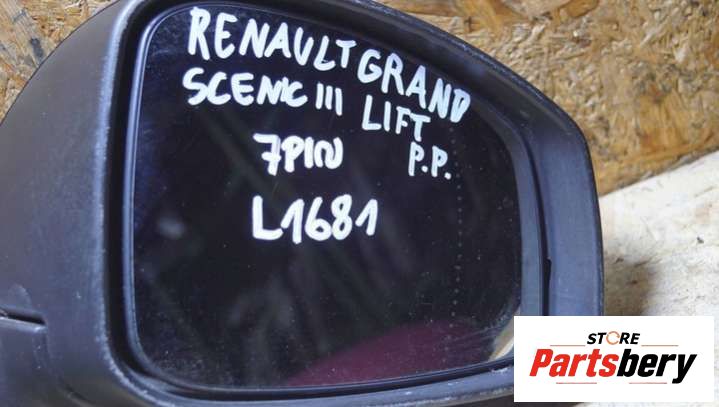 RENAULT GRAND
SCENIC III LIFT
7PIN P.P.
L1681
STORE
Partsbery